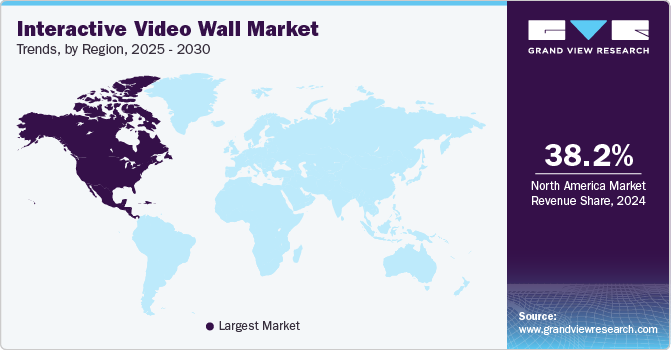 Interactive Video Wall Market
Trends, by Region, 2025 - 2030
GRAND VIEW RESEARCH
38.2%
North America Market
Revenue Share, 2024
Largest Market
Source:
www.grandviewresearch.com